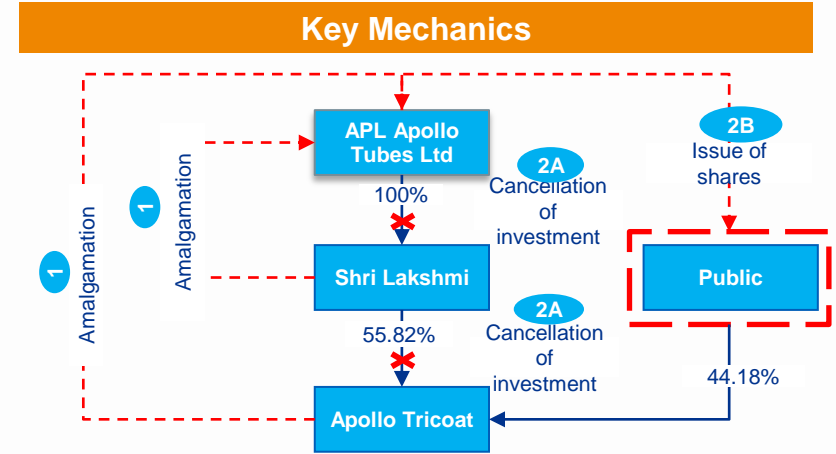 Key Mechanics
APL Apollo
Tubes Ltd
2B
Issue of
shares
2A
Cancellation
of
investment
100%
1
Amalgamation
1
Amalgamation
Shri Lakshmi
Public
2A
Cancellation
of
investment
55.82%
44.18%
Apollo Tricoat